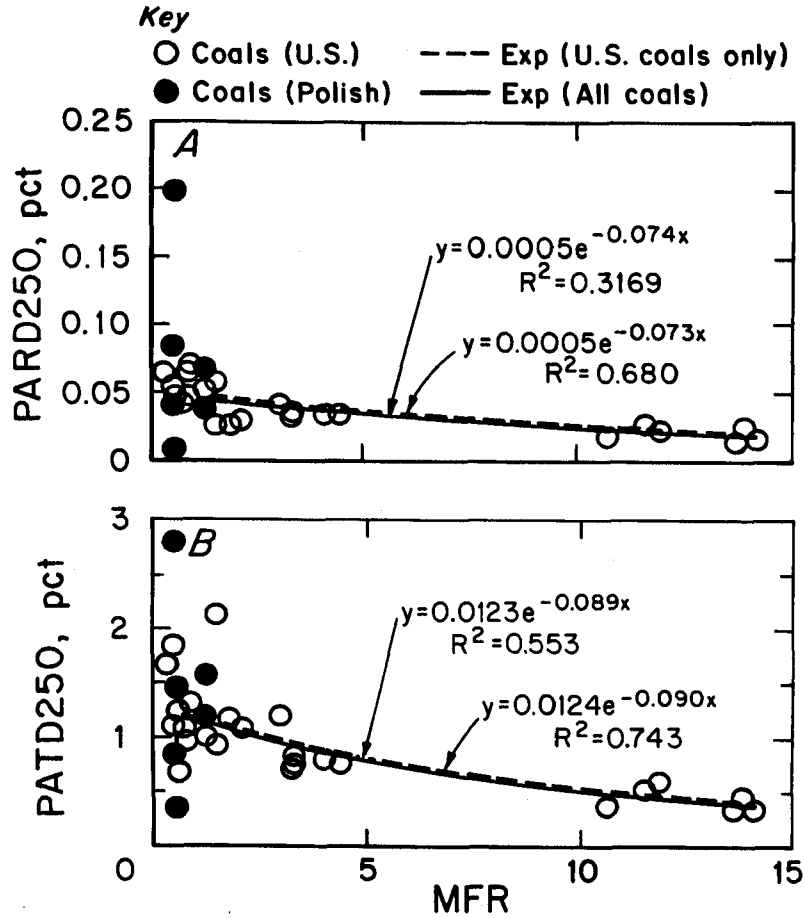 Key
Coals (U.S.)
Exp (U.S. coals only)
Coals (Polish)
Exp (All coals)
0.25
A
0.20
0.15
0.10
0.05
0
PARD250, pct
y=0.0005e^-0.074x
R²=0.3169
y=0.0005e^-0.073x
R²=0.680
3
B
2
1
0
PATD250, pct
y=0.0123e^-0.089x
R²=0.553
y=0.0124e^-0.090x
R²=0.743
5
10
15
MFR